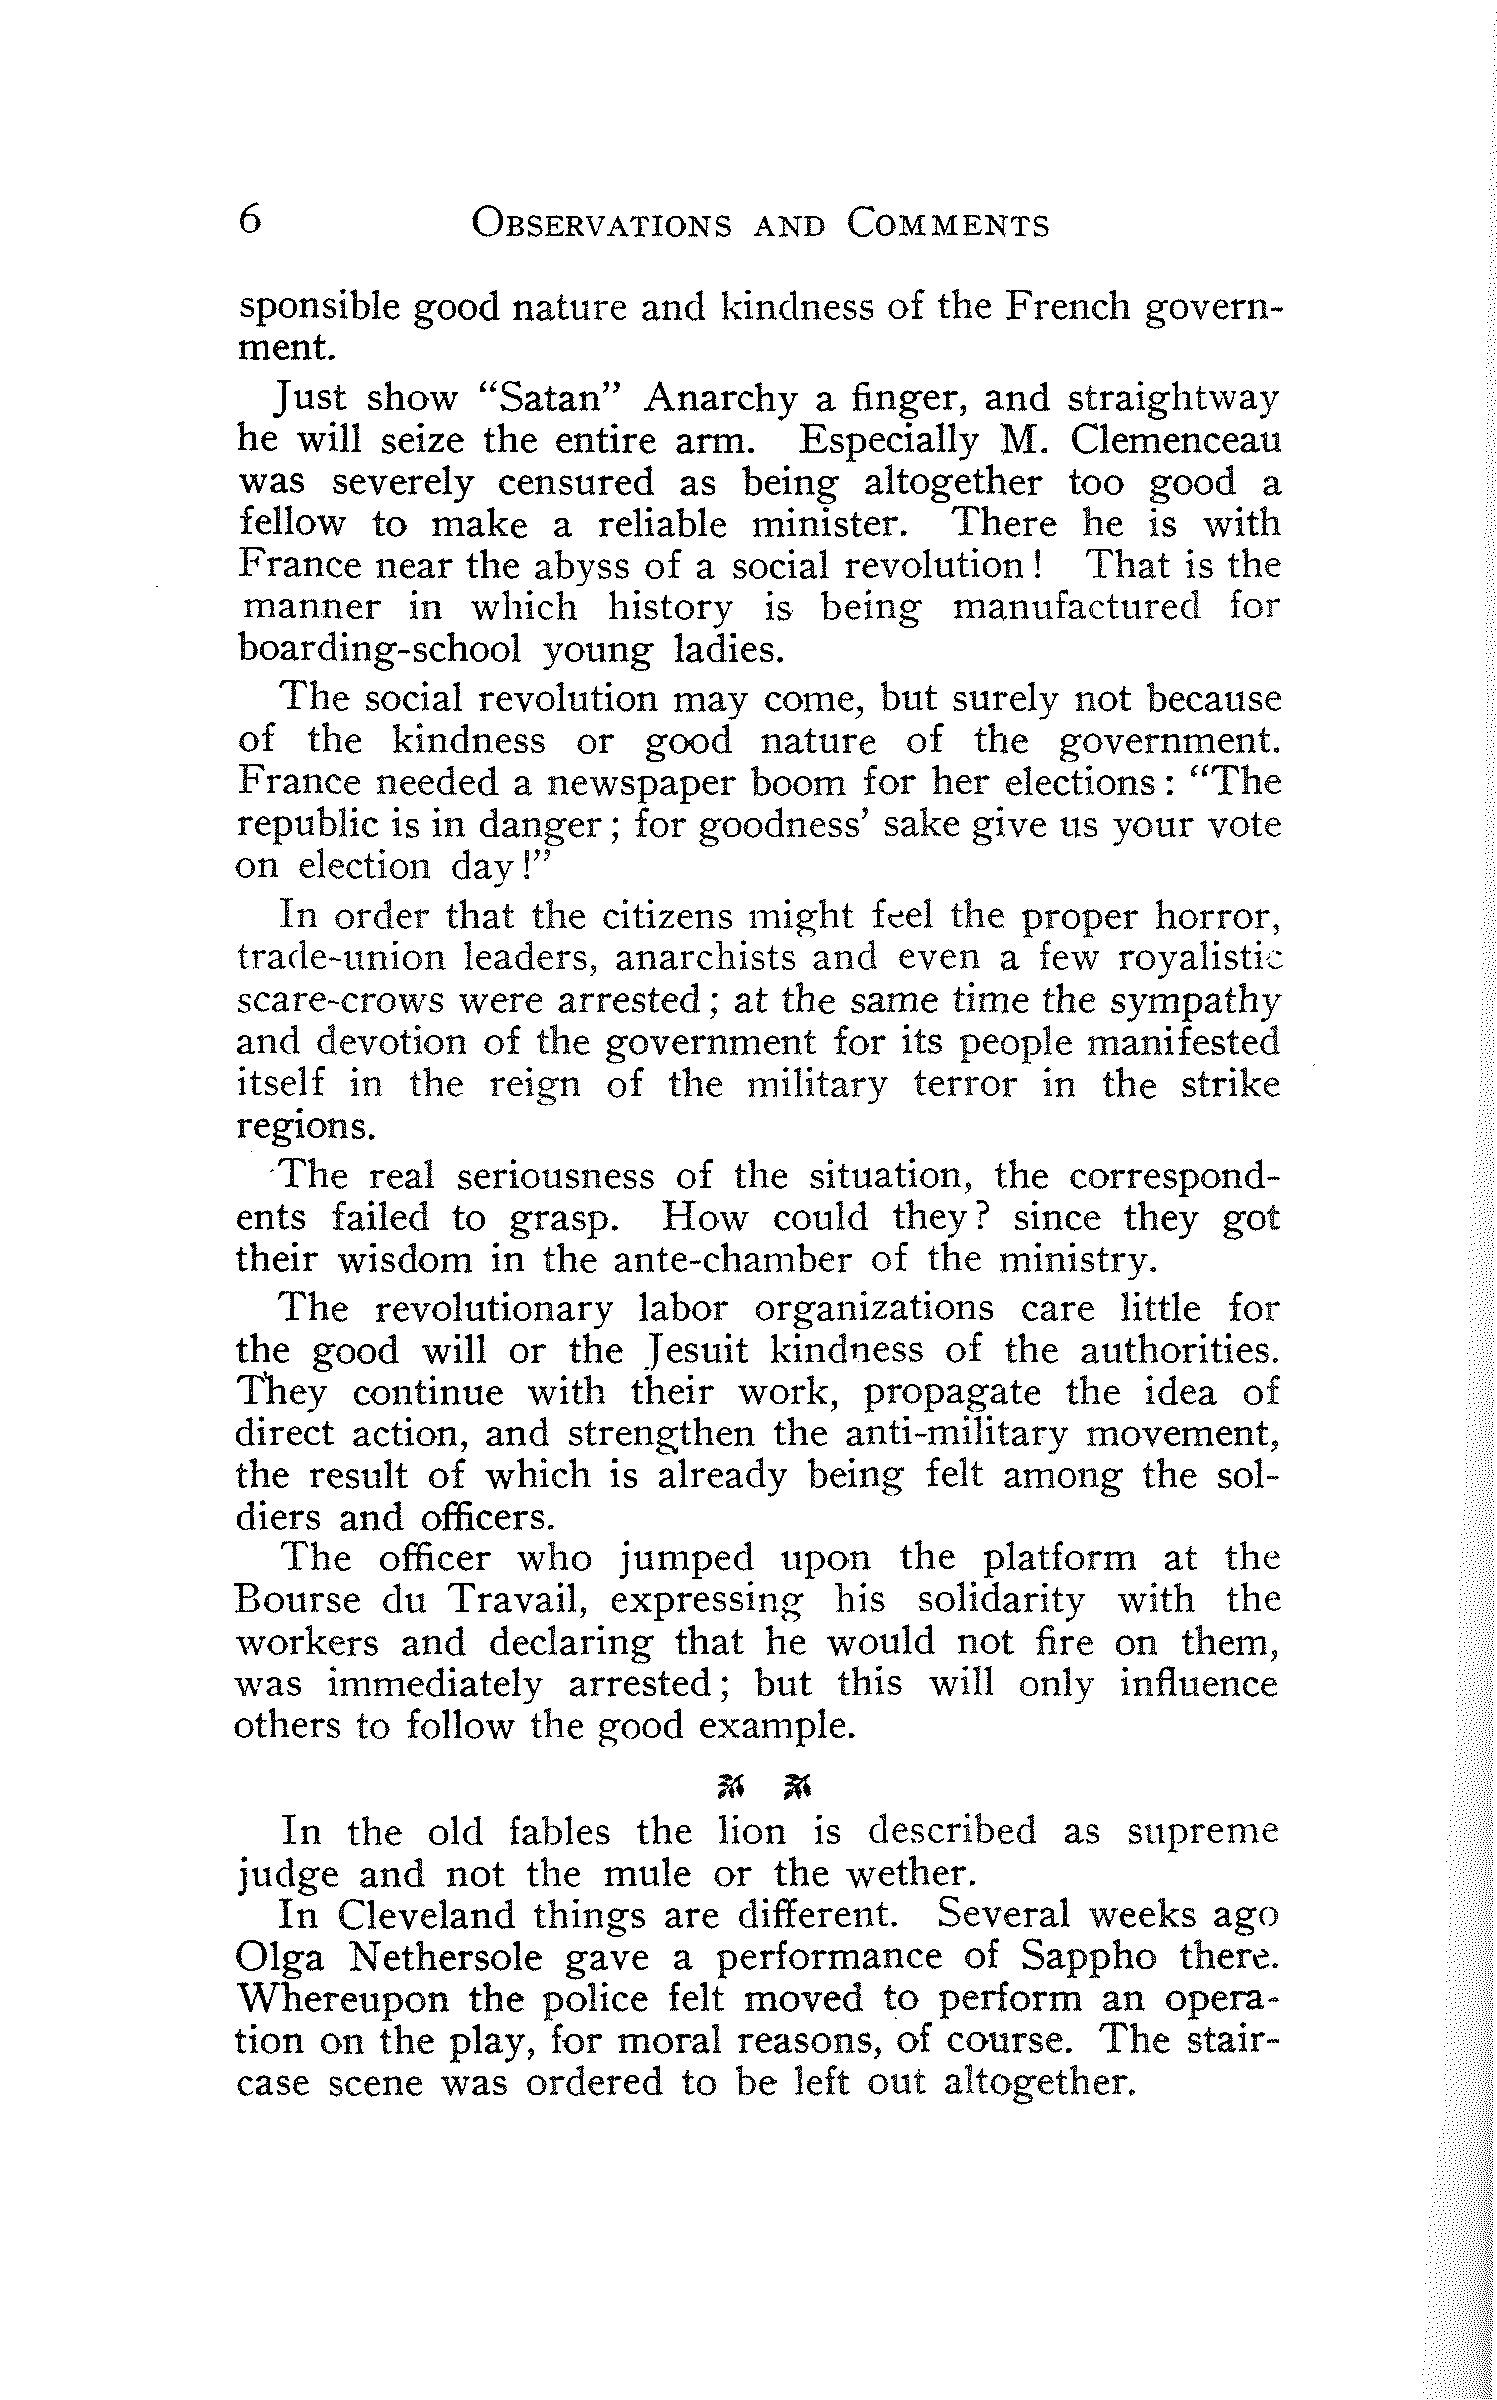 6 Observations and Comments
sponsible good nature and kindness of the French govern-
ment.
Just show “Satan” Anarchy a finger, and straightway
he will seize the entire arm. Especially M. Clemenceau
was severely censured as being altogether too good a
fellow to make a reliable minister. There he is with
France near the abyss of a social revolution! That is the
manner in which history is being manufactured for
boarding-school young ladies.
The social revolution may come, but surely not because
of the kindness or good nature of the government.
France needed a newspaper boom for her elections: “The
republic is in danger; for goodness’ sake give us your vote
on election day!”
In order that the citizens might feel the proper horror,
trade-union leaders, anarchists and even a few royalistic
scare-crows were arrested; at the same time the sympathy
and devotion of the government for its people manifested
itself in the reign of the military terror in the strike
regions.
The real seriousness of the situation, the correspond-
ents failed to grasp. How could they? since they got
their wisdom in the ante-chamber of the ministry.
The revolutionary labor organizations care little for
the good will or the Jesuit kindness of the authorities.
They continue with their work, propagate the idea of
direct action, and strengthen the anti-military movement,
the result of which is already being felt among the sol-
diers and officers.
The officer who jumped upon the platform at the
Bourse du Travail, expressing his solidarity with the
workers and declaring that he would not fire on them,
was immediately arrested; but this will only influence
others to follow the good example.
In the old fables the lion is described as supreme
judge and not the mule or the wether.
In Cleveland things are different. Several weeks ago
Olga Nethersole gave a performance of Sappho there.
Whereupon the police felt moved to perform an opera-
tion on the play, for moral reasons, of course. The stair-
case scene was ordered to be left out altogether.